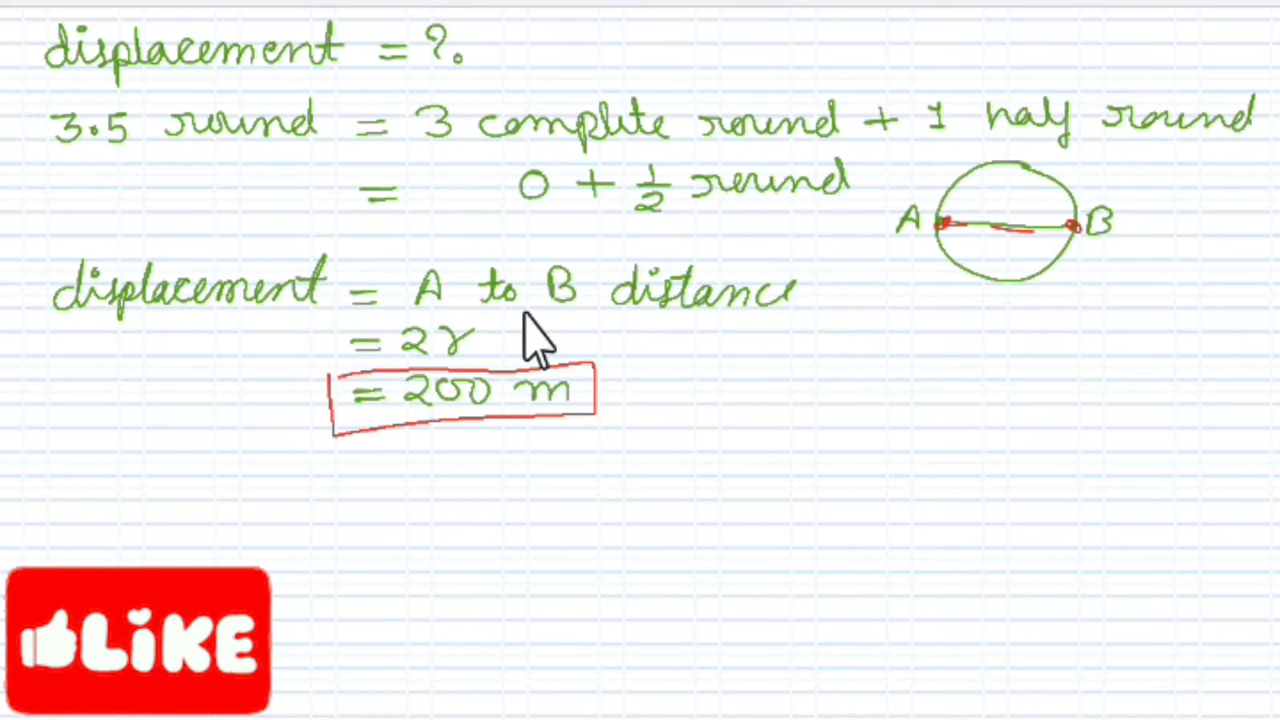 displacement = ?.
3.5 round = 3 complete round + 1 half round
= 0 + 1/2 round
A B
displacement = A to B distance
= 2r
= 200 m
LiKE